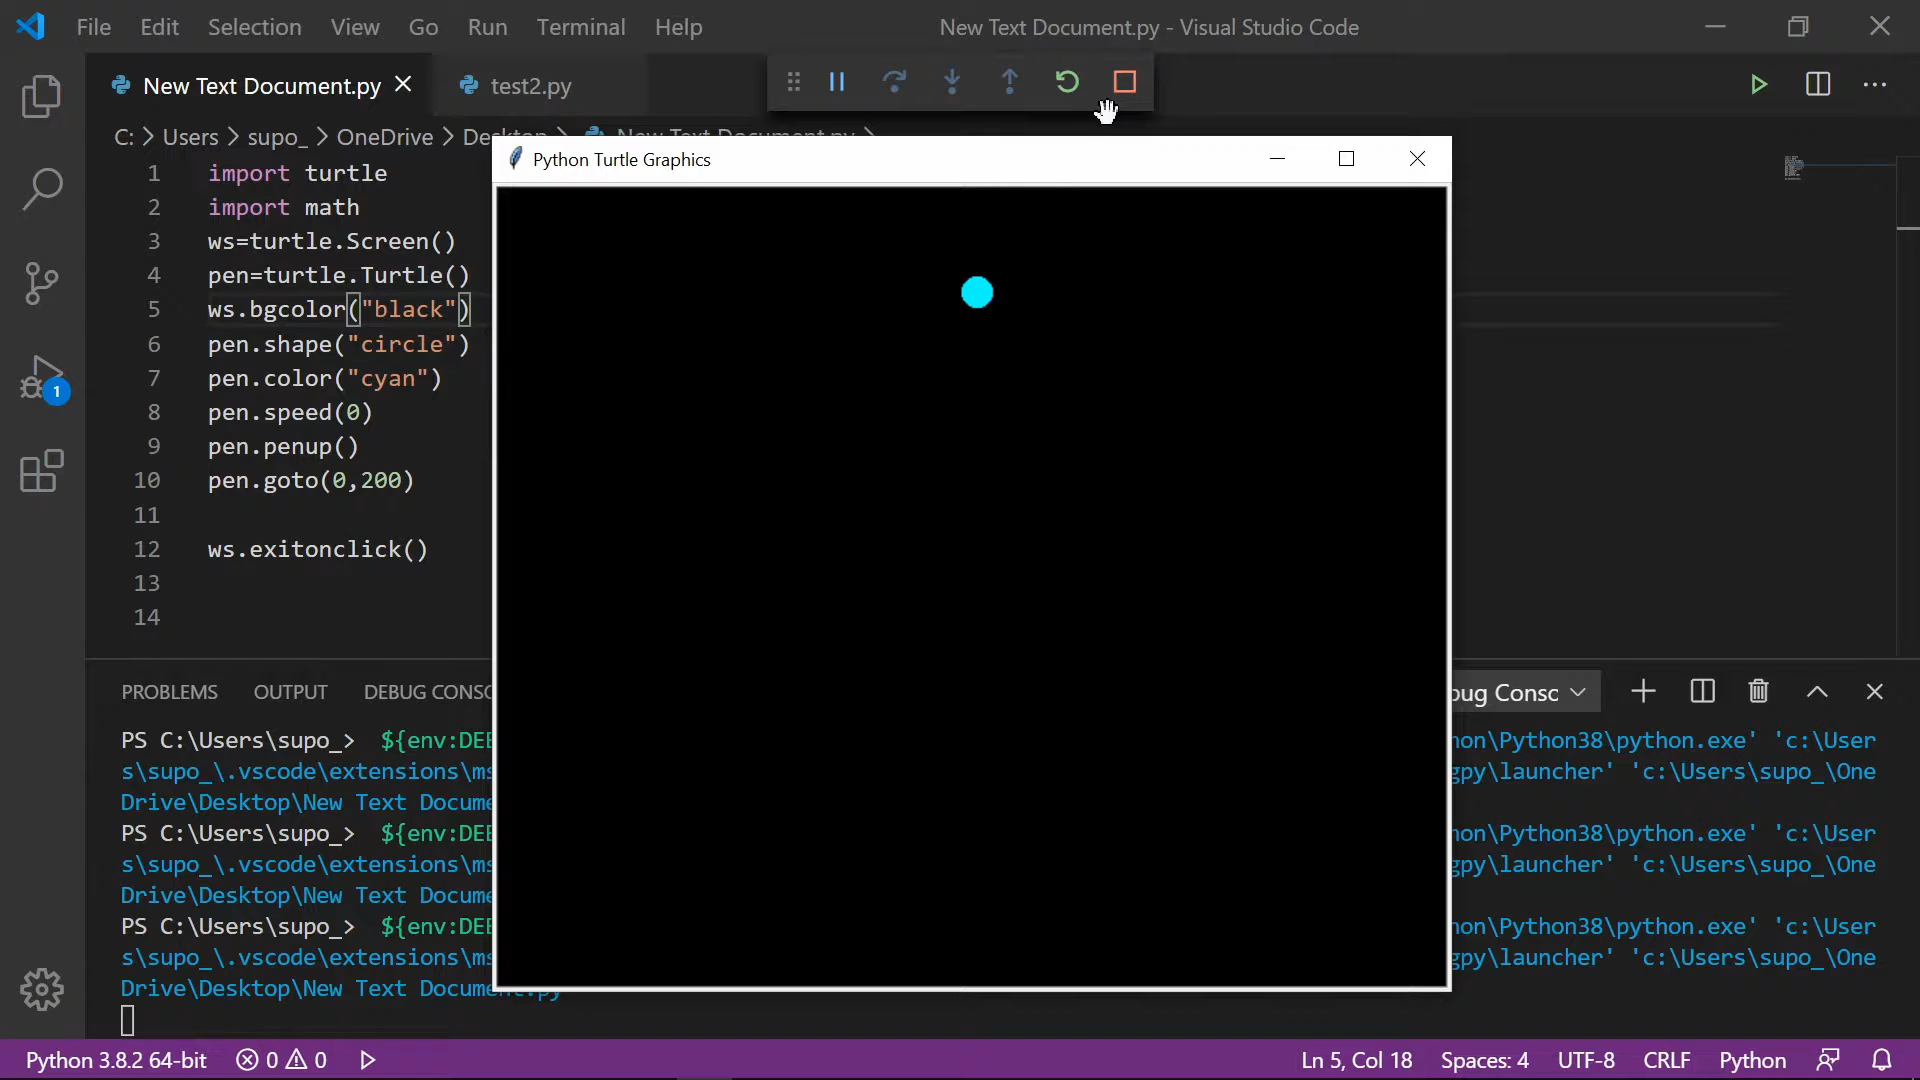 File Edit Selection View Go Run Terminal Help New Text Document.py - Visual Studio Code
New Text Document.py test2.py
C: > Users > supo_ > OneDrive >
Python Turtle Graphics
1 import turtle
2 import math
3 ws=turtle.Screen()
4 pen=turtle.Turtle()
5 ws.bgcolor("black")
6 pen.shape("circle")
7 pen.color("cyan")
8 pen.speed(0)
9 pen.penup()
10 pen.goto(0,200)
11
12 ws.exitonclick()
13
14
1
PROBLEMS OUTPUT DEBUG
PS C:\Users\supo_> ${env:DE on\Python38\python.exe' 'c:\User
s\supo_\.vscode\extensions\ms gpy\launcher' 'c:\Users\supo_\One
Drive\Desktop\New Text Docume
PS C:\Users\supo_> ${env:DE on\Python38\python.exe' 'c:\User
s\supo_\.vscode\extensions\ms gpy\launcher' 'c:\Users\supo_\One
Drive\Desktop\New Text Docume
PS C:\Users\supo_> ${env:DE on\Python38\python.exe' 'c:\User
s\supo_\.vscode\extensions\ms gpy\launcher' 'c:\Users\supo_\One
Drive\Desktop\New Text Document.py
Python 3.8.2 64-bit 0 0 Ln 5, Col 18 Spaces: 4 UTF-8 CRLF Python